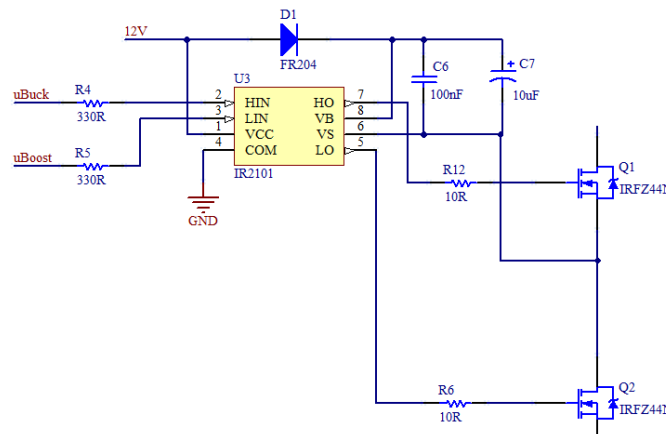 D1
12V
FR204
C6
100nF
C7
10uF
U3
uBuck
R4
330R
2
HIN
HO
7
3
LIN
VB
8
1
VCC
VS
6
4
COM
LO
5
uBoost
R5
330R
IR2101
GND
R12
10R
Q1
IRFZ44N
R6
10R
Q2
IRFZ44N
+